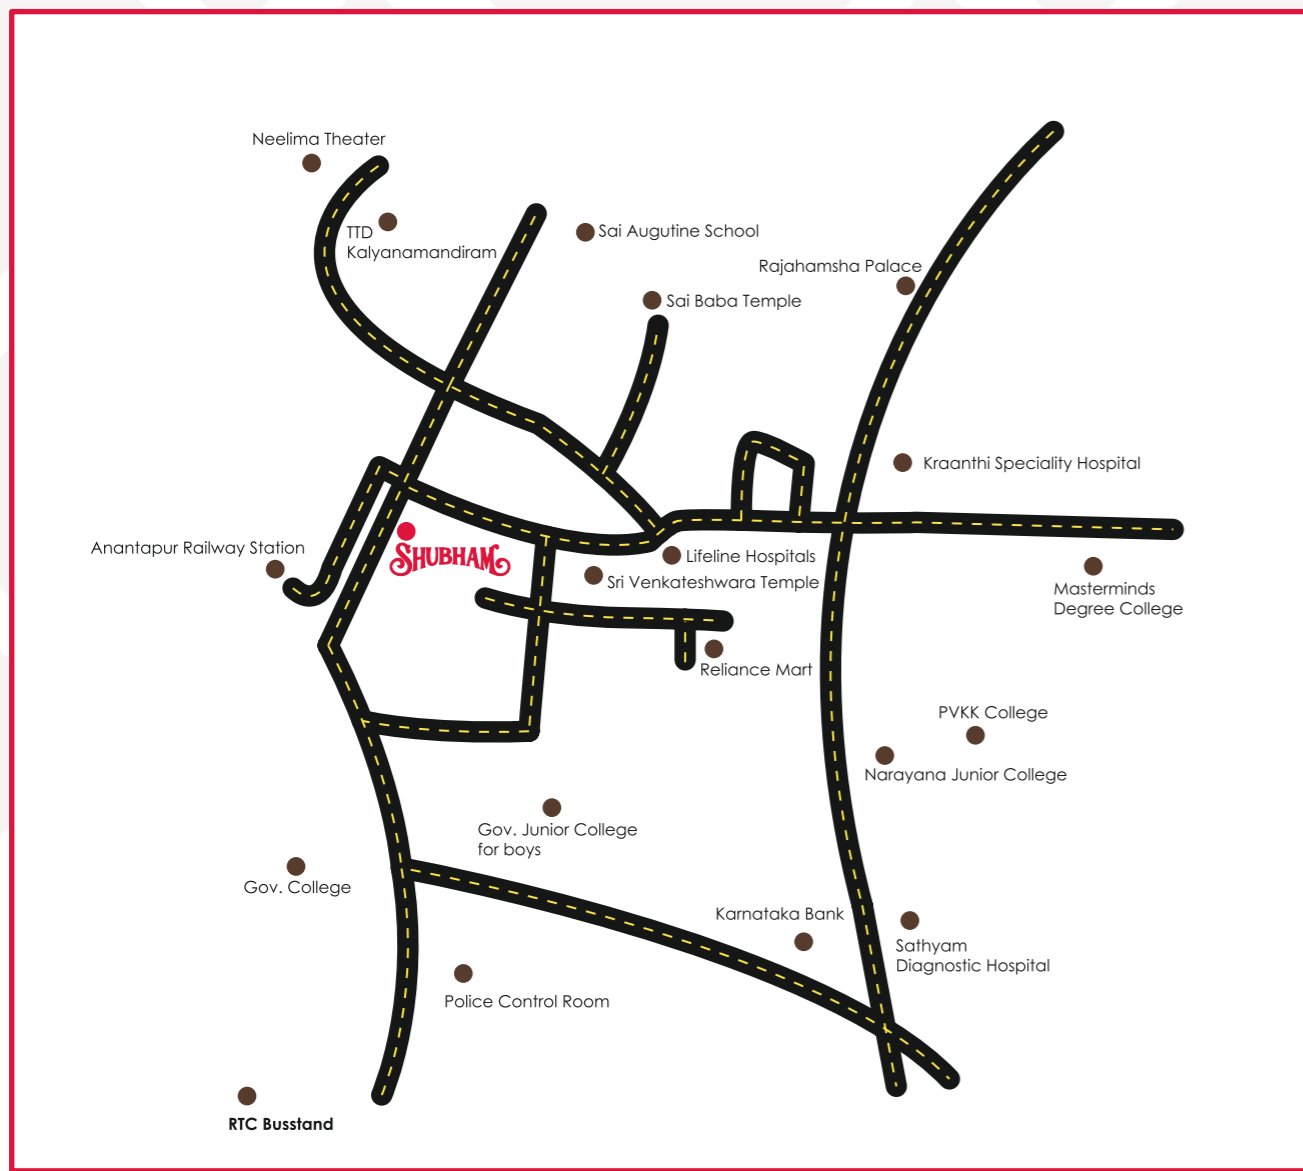 Neelima Theater
TTD
Kalyanamandiram
Sai Augutine School
Rajahamsha Palace
Sai Baba Temple
Kraanthi Speciality Hospital
Anantapur Railway Station
SHUBHAM
Lifeline Hospitals
Sri Venkateshwara Temple
Masterminds
Degree College
Reliance Mart
PVKK College
Narayana Junior College
Gov. Junior College
for boys
Gov. College
Karnataka Bank
Sathyam
Diagnostic Hospital
Police Control Room
RTC Busstand